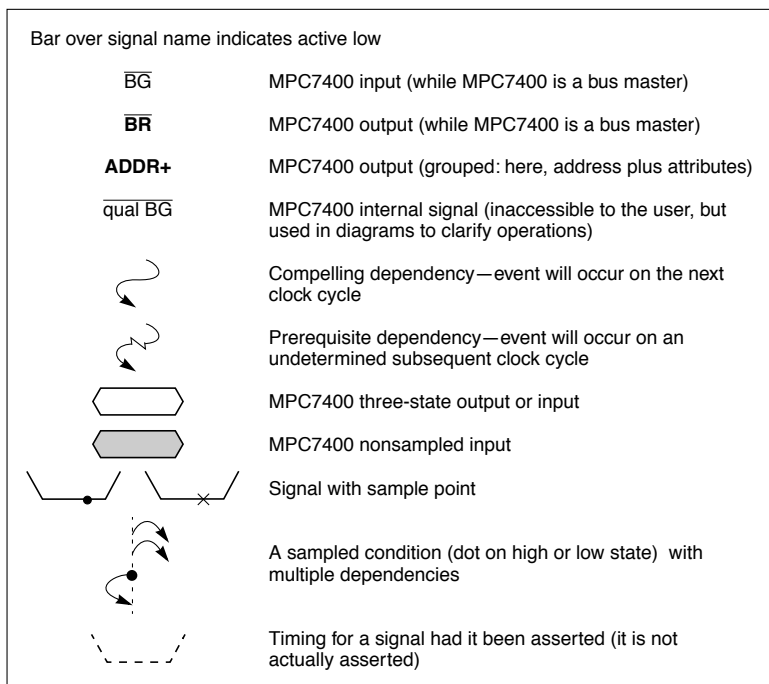 Bar over signal name indicates active low
B̅G̅ MPC7400 input (while MPC7400 is a bus master)
B̅R̅ MPC7400 output (while MPC7400 is a bus master)
ADDR+ MPC7400 output (grouped: here, address plus attributes)
q̅u̅a̅l̅ ̅B̅G̅ MPC7400 internal signal (inaccessible to the user, but
used in diagrams to clarify operations)
Compelling dependency—event will occur on the next
clock cycle
Prerequisite dependency—event will occur on an
undetermined subsequent clock cycle
MPC7400 three-state output or input
MPC7400 nonsampled input
Signal with sample point
A sampled condition (dot on high or low state) with
multiple dependencies
Timing for a signal had it been asserted (it is not
actually asserted)